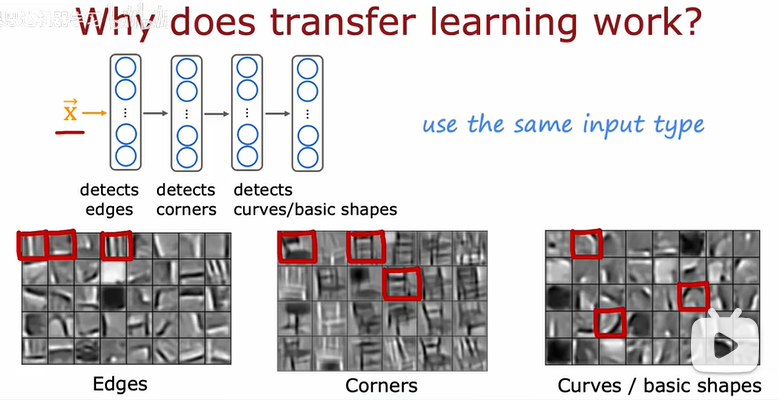 Why does transfer learning work?
x
use the same input type
detects edges
detects corners
detects curves/basic shapes
Edges
Corners
Curves / basic shapes